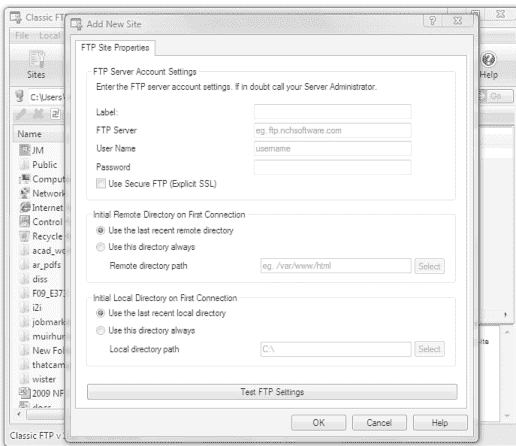 Classic FTP
Add New Site
File Local
FTP Site Properties
Sites
Help
FTP Server Account Settings
Enter the FTP server account settings. If in doubt call your Server Administrator.
C:\Users\
Go
Label:
FTP Server
eg. ftp.nchsoftware.com
User Name
username
Password
Use Secure FTP (Explicit SSL)
Name
JM
Public
Compute
Network
Internet
Control
Recycle
acad_wo
ar_pdfs
diss
F09_E373
i2i
jobmark
muirhur
New Fol
thatcam
wister
2009 NF
docs
Initial Remote Directory on First Connection
Use the last recent remote directory
Use this directory always
Remote directory path
eg. /var/www/html
Select
Initial Local Directory on First Connection
Use the last recent local directory
Use this directory always
Local directory path
C:\
Select
Test FTP Settings
OK
Cancel
Help
Classic FTP v